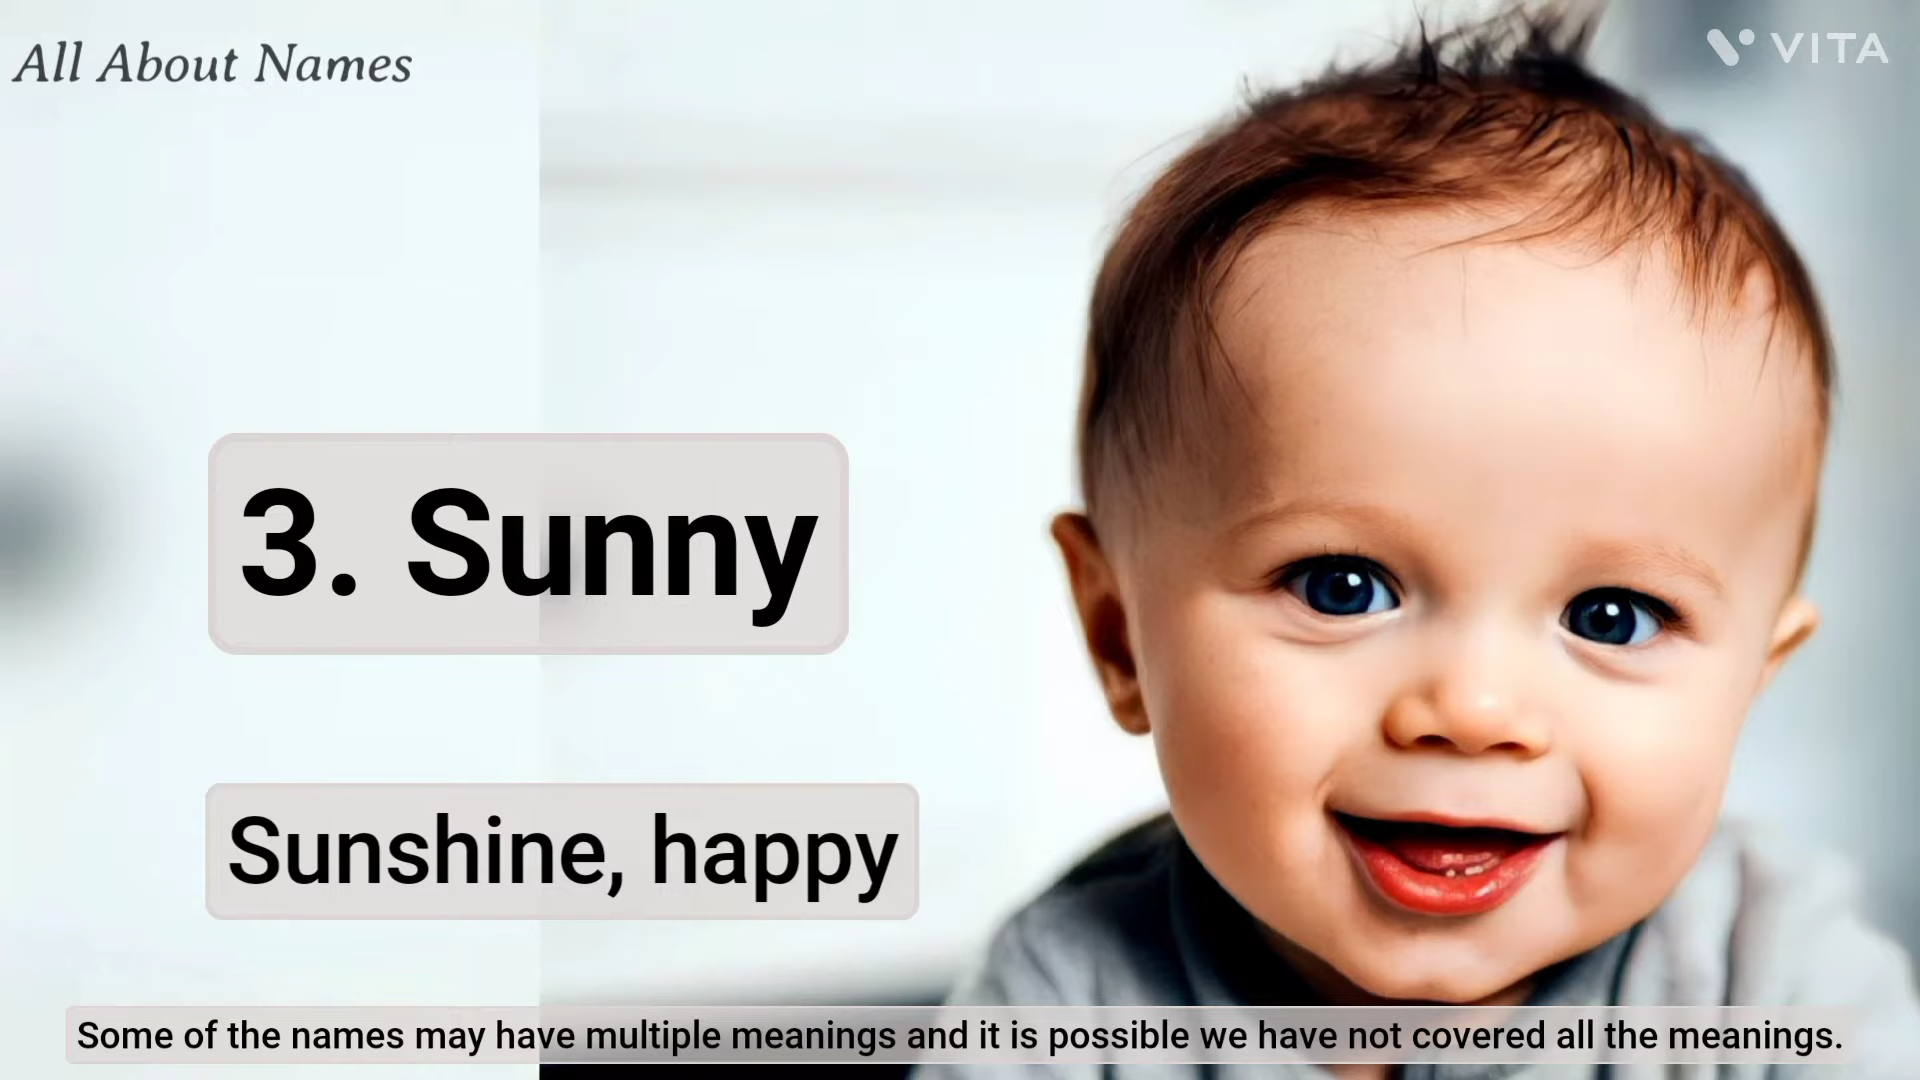 All About Names
VITA
3. Sunny
Sunshine, happy
Some of the names may have multiple meanings and it is possible we have not covered all the meanings.